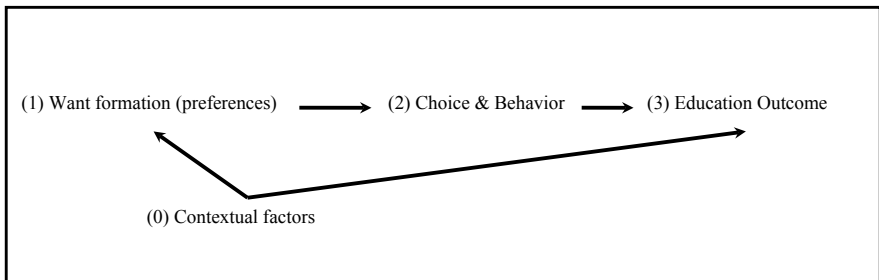 (1) Want formation (preferences) (2) Choice & Behavior (3) Education Outcome
(0) Contextual factors